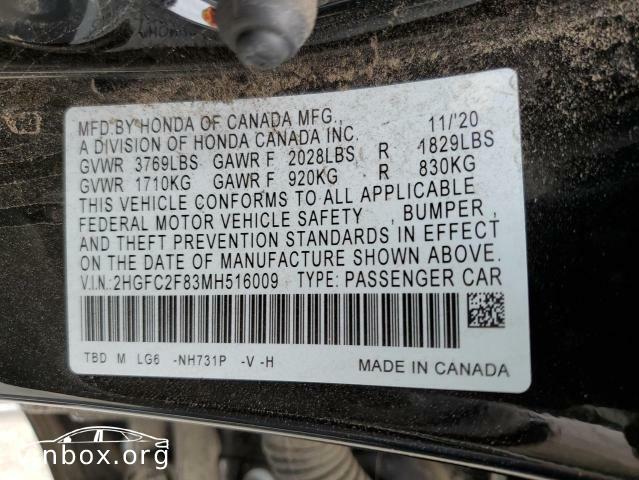 MFD.BY HONDA OF CANADA MFG., 11/'20
A DIVISION OF HONDA CANADA INC.
GVWR 3769LBS GAWR F 2028LBS R 1829LBS
GVWR 1710KG GAWR F 920KG R 830KG
THIS VEHICLE CONFORMS TO ALL APPLICABLE
FEDERAL MOTOR VEHICLE SAFETY , BUMPER ,
AND THEFT PREVENTION STANDARDS IN EFFECT
ON THE DATE OF MANUFACTURE SHOWN ABOVE.
V.I.N.:2HGFC2F83MH516009 TYPE: PASSENGER CAR
TBD M LG6 -NH731P -V -H MADE IN CANADA
vinbox.org